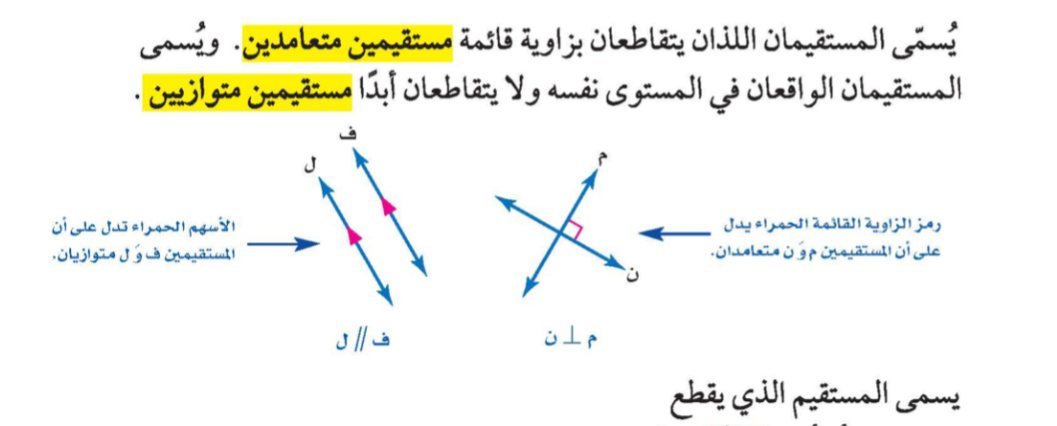 يُسمّى المستقيمان اللذان يتقاطعان بزاوية قائمة مستقيمين متعامدين. ويُسمى
المستقيمان الواقعان في المستوى نفسه ولا يتقاطعان أبدًا مستقيمين متوازيين.
م
ن
رمز الزاوية القائمة الحمراء يدل
على أن المستقيمين م وَ ن متعامدان.
م ⊥ ن
ف
ل
الأسهم الحمراء تدل على أن
المستقيمين ف وَ ل متوازيان.
ف // ل
يسمى المستقيم الذي يقطع